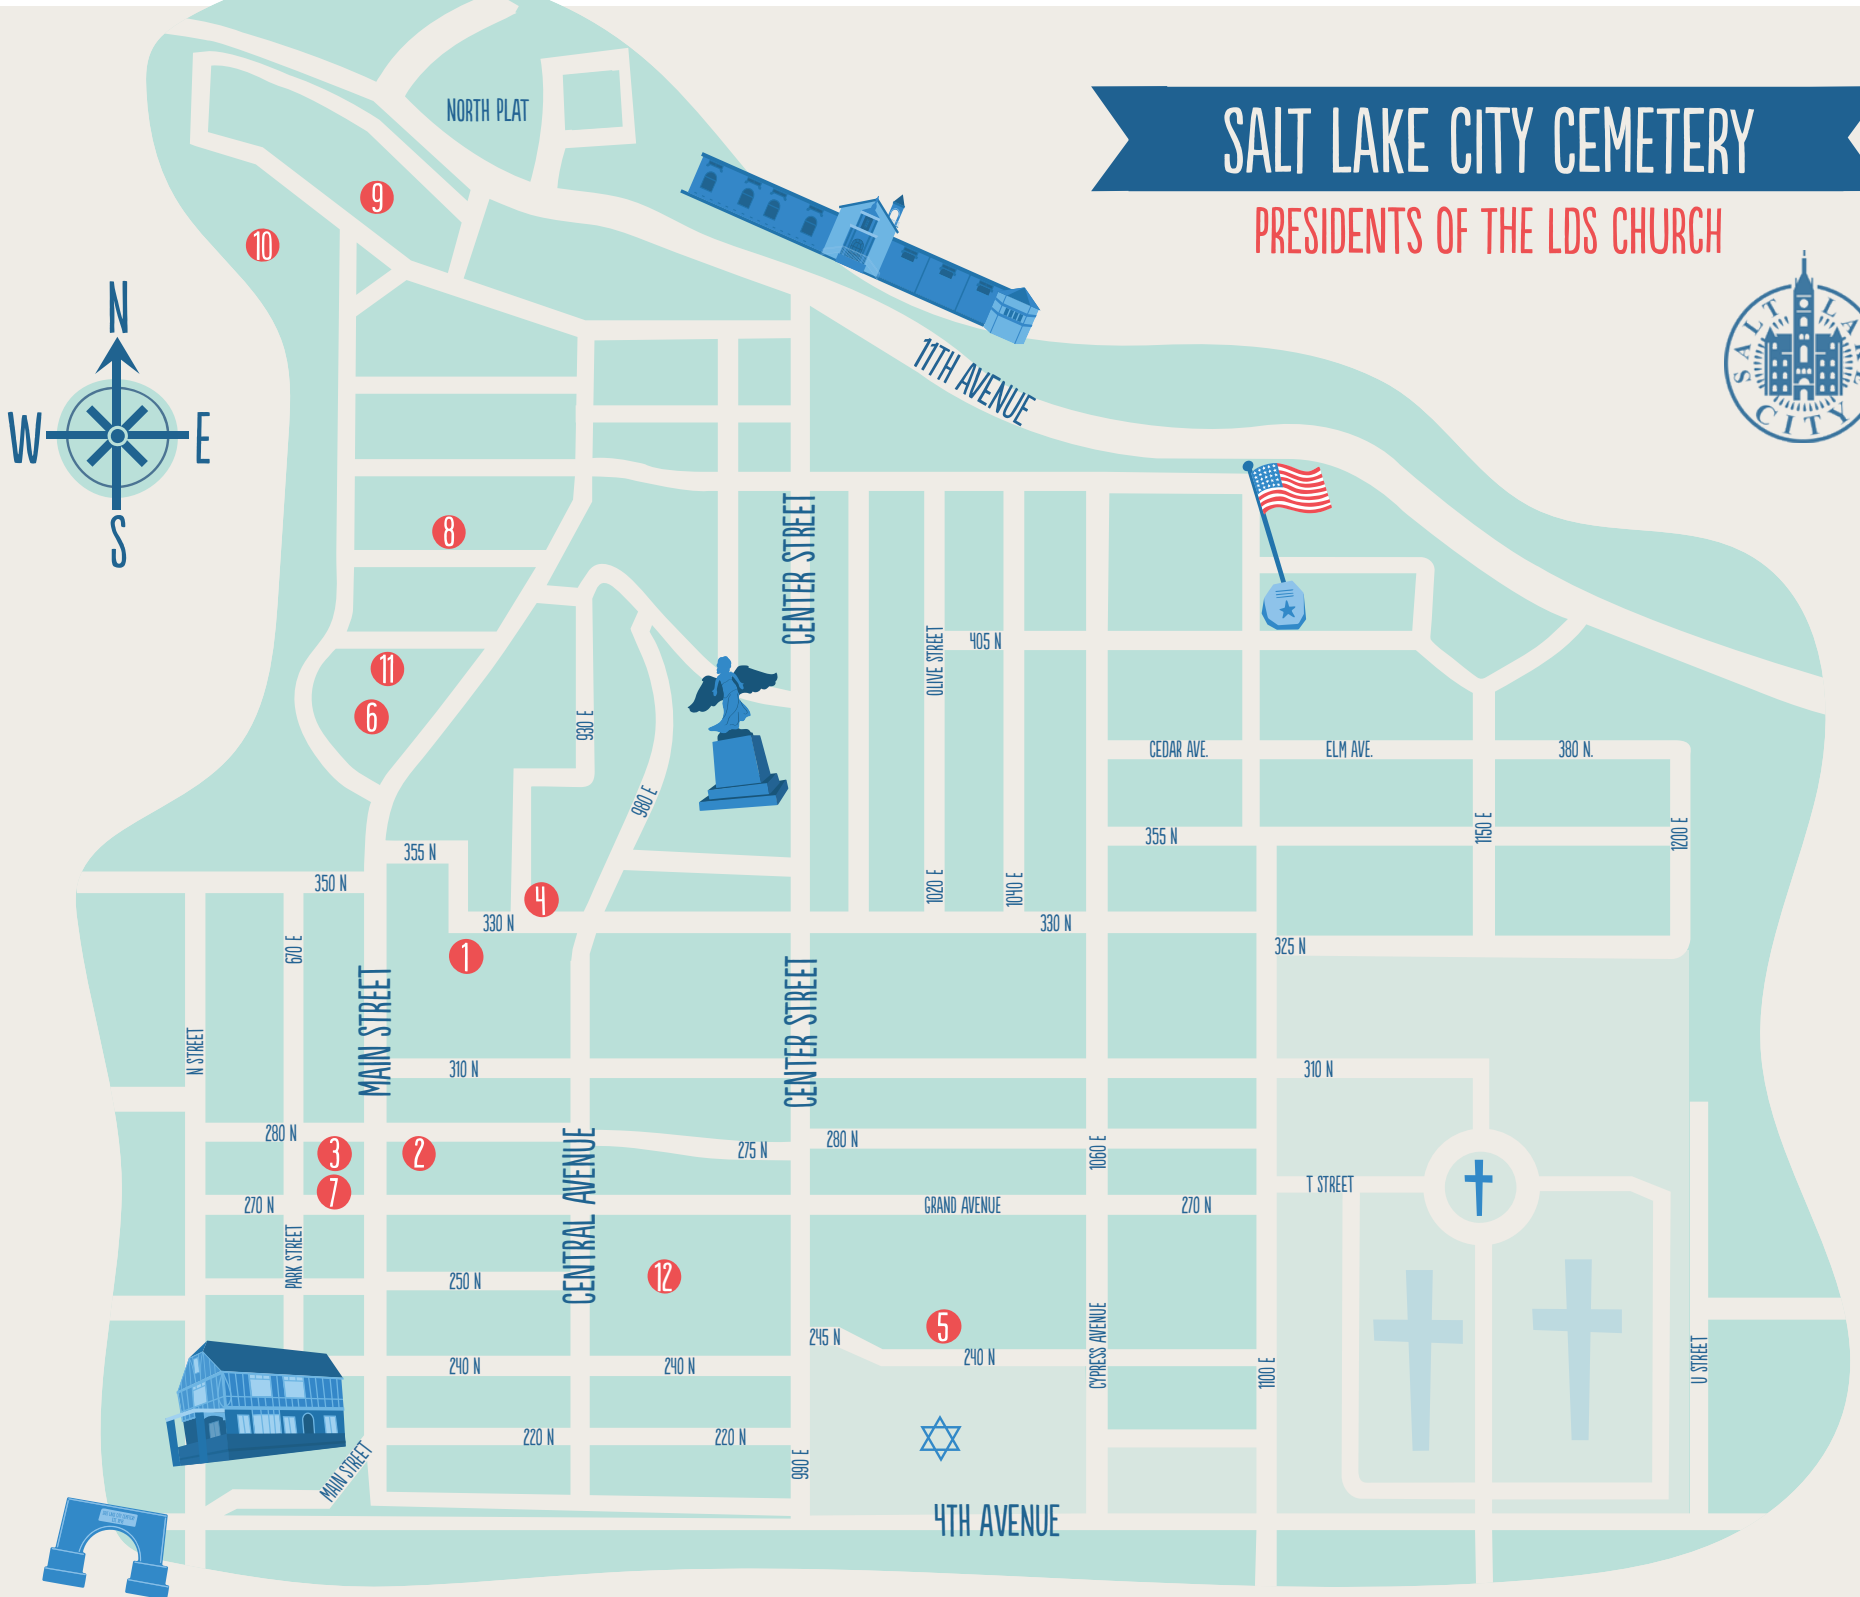 NORTH PLAT
SALT LAKE CITY CEMETERY
PRESIDENTS OF THE LDS CHURCH
9
10
N
W
E
S
SALT LAK
CITY
11TH AVENUE
8
CENTER STREET
OLIVE STREET
405 N
11
6
930 E
980 E
CEDAR AVE.
ELM AVE.
380 N.
355 N
1150 E
1200 E
355 N
350 N
4
1020 E
1040 E
330 N
330 N
325 N
670 E
1
MAIN STREET
CENTER STREET
N STREET
310 N
310 N
280 N
3
2
275 N
280 N
1060 E
7
270 N
CENTRAL AVENUE
GRAND AVENUE
270 N
T STREET
PARK STREET
250 N
12
5
245 N
240 N
CYPRESS AVENUE
1100 E
U STREET
240 N
240 N
220 N
220 N
990 E
MAIN STREET
4TH AVENUE